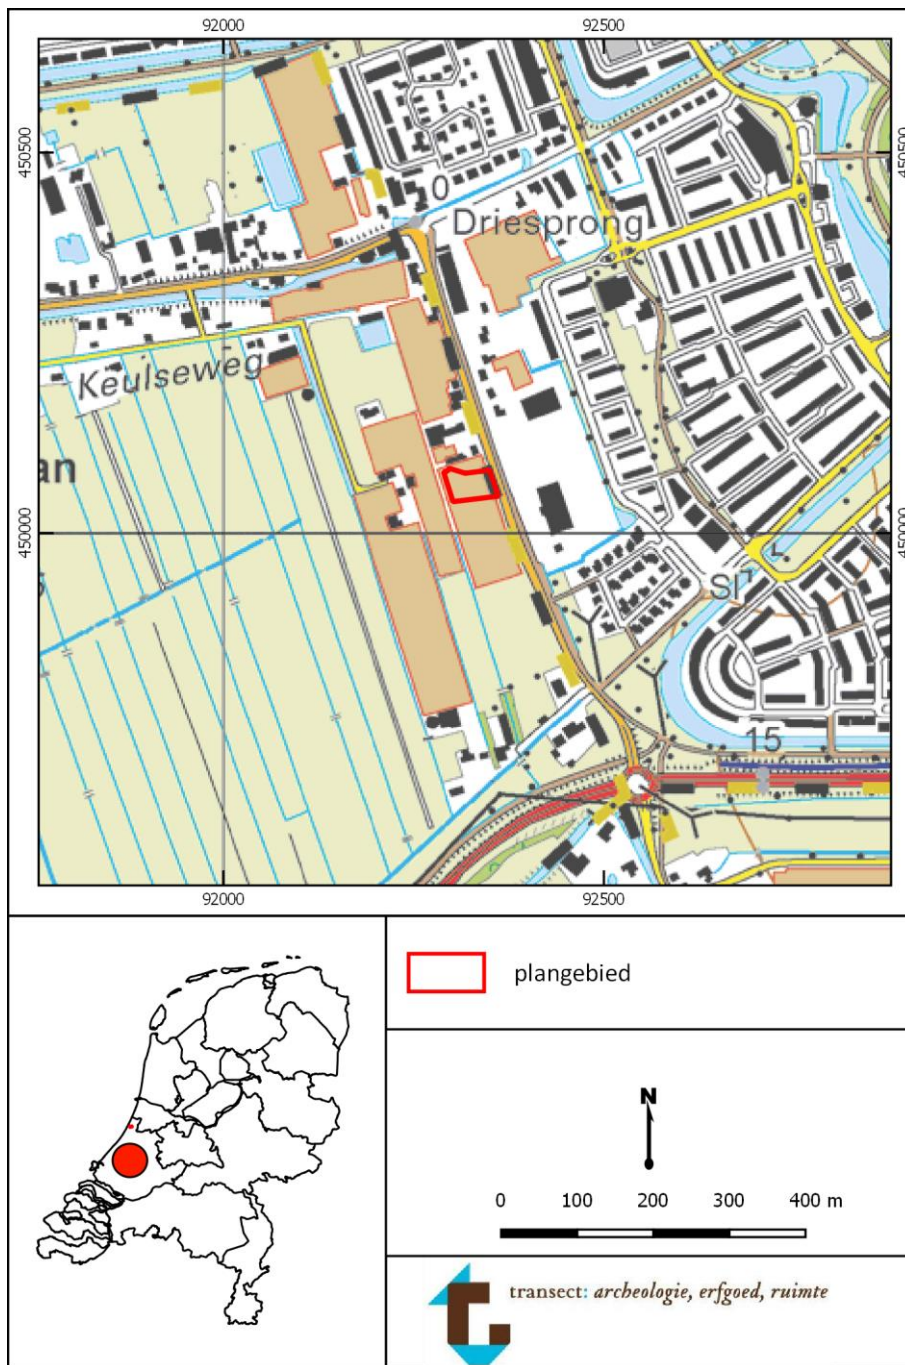 92000 92500
450500 450500
0
Driesprong
Keulseweg
an
450000 450000
15
92000 92500
plangebied
N
0 100 200 300 400 m
transect: archeologie, erfgoed, ruimte